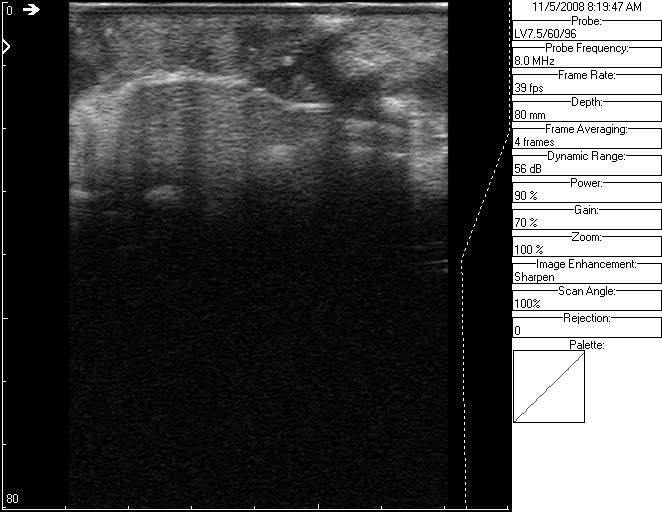 0
80
11/5/2008 8:19:47 AM
Probe:
LV7.5/60/96
Probe Frequency:
8.0 MHz
Frame Rate:
39 fps
Depth:
80 mm
Frame Averaging:
4 frames
Dynamic Range:
56 dB
Power:
90 %
Gain:
70 %
Zoom:
100 %
Image Enhancement:
Sharpen
Scan Angle:
100%
Rejection:
0
Palette: